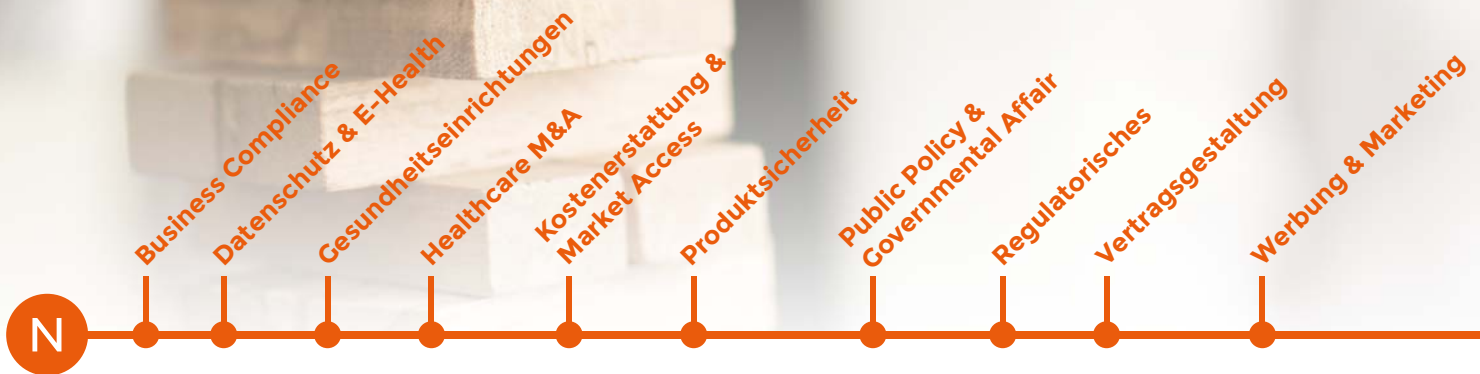 Business Compliance
Datenschutz & E-Health
Gesundheitseinrichtungen
Healthcare M&A
Kostenerstattung &
Market Access
Produktsicherheit
Public Policy &
Governmental Affair
Regulatorisches
Vertragsgestaltung
Werbung & Marketing
N